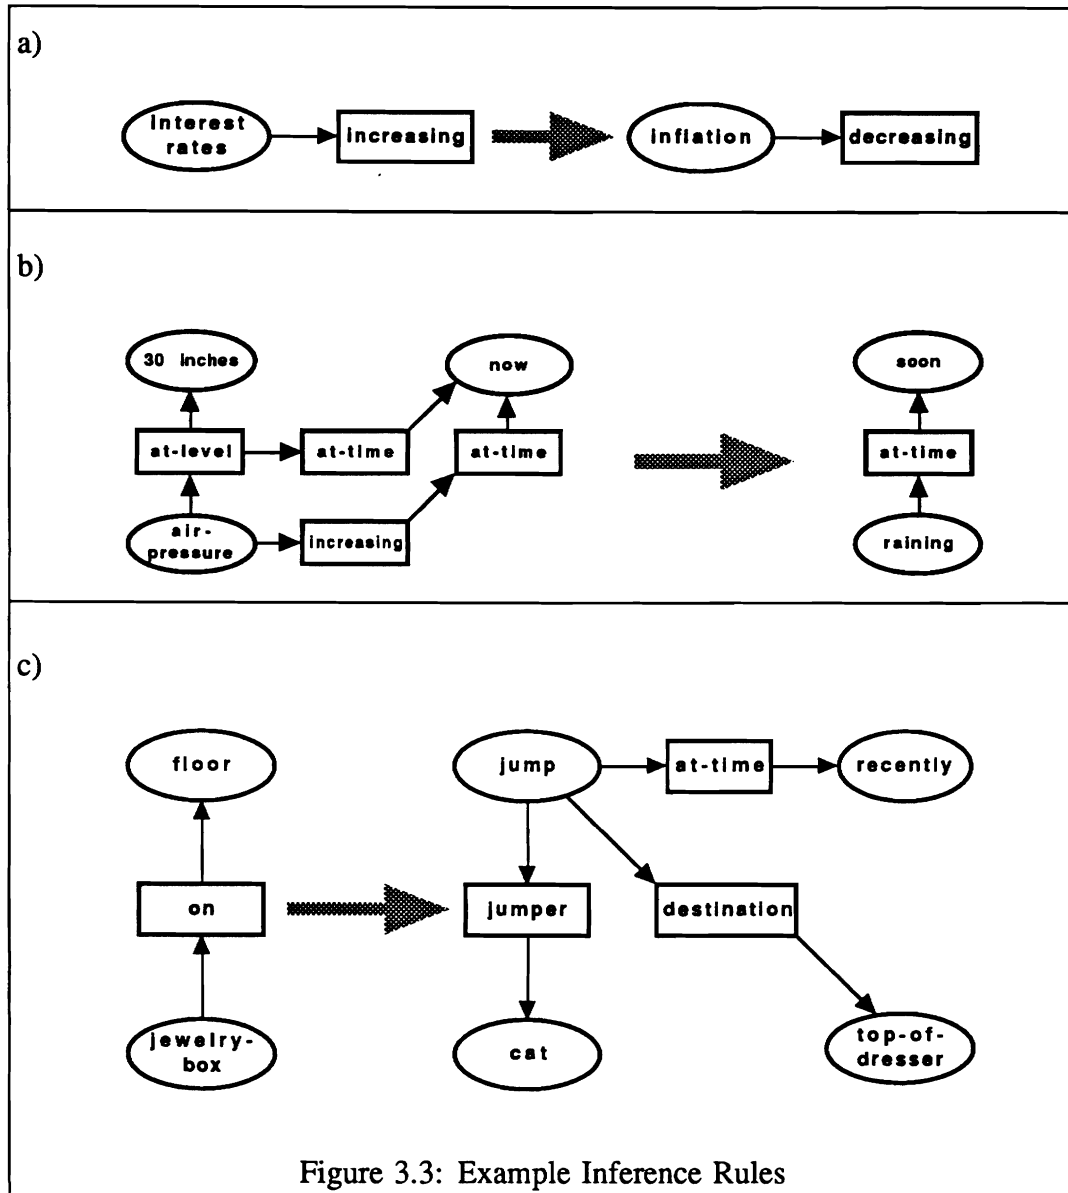 a)
interest
rates
increasing
inflation
decreasing
b)
30 inches
now
soon
at-level
at-time
at-time
at-time
air-
pressure
increasing
raining
c)
floor
jump
at-time
recently
on
jumper
destination
jewelry-
box
cat
top-of-
dresser
Figure 3.3: Example Inference Rules